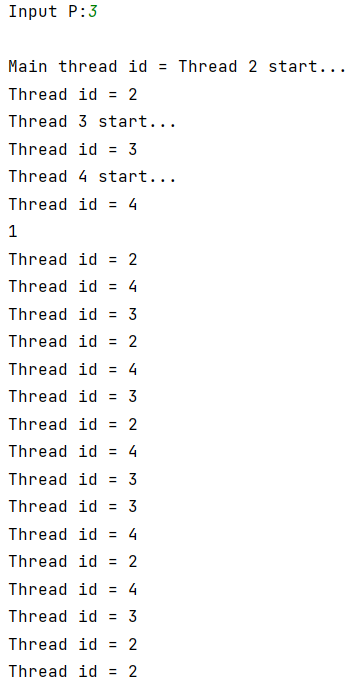 Input P:3
Main thread id = Thread 2 start...
Thread id = 2
Thread 3 start...
Thread id = 3
Thread 4 start...
Thread id = 4
1
Thread id = 2
Thread id = 4
Thread id = 3
Thread id = 2
Thread id = 4
Thread id = 3
Thread id = 2
Thread id = 4
Thread id = 3
Thread id = 3
Thread id = 4
Thread id = 2
Thread id = 4
Thread id = 3
Thread id = 2
Thread id = 2